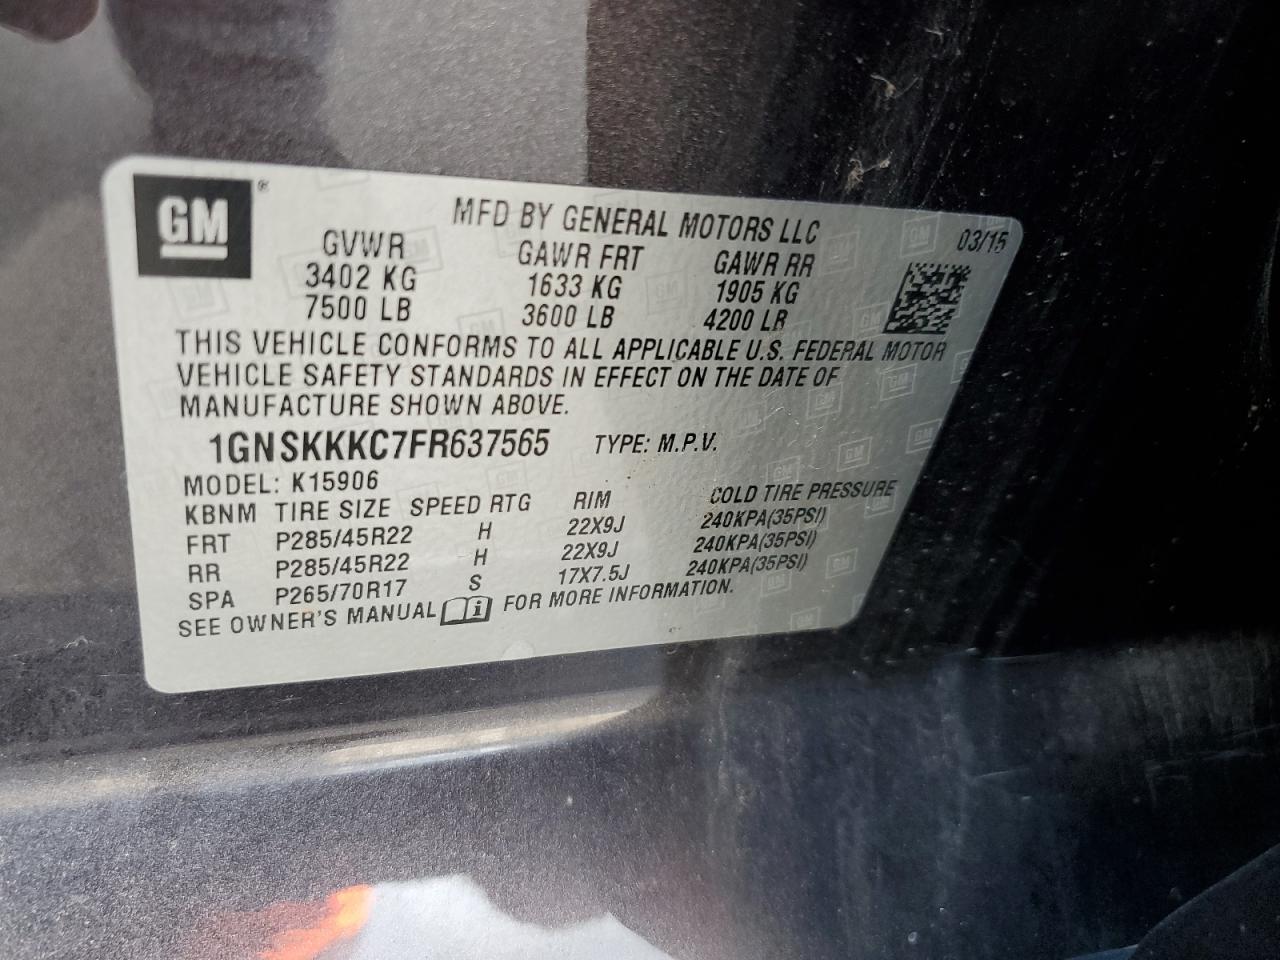 GM®
MFD BY GENERAL MOTORS LLC
03/15
GVWR GAWR FRT GAWR RR
3402 KG 1633 KG 1905 KG
7500 LB 3600 LB 4200 LB
THIS VEHICLE CONFORMS TO ALL APPLICABLE U.S. FEDERAL MOTOR
VEHICLE SAFETY STANDARDS IN EFFECT ON THE DATE OF
MANUFACTURE SHOWN ABOVE.
1GNSKKKC7FR637565 TYPE: M.P.V.
MODEL: K15906
KBNM TIRE SIZE SPEED RTG RIM COLD TIRE PRESSURE
FRT P285/45R22 H 22X9J 240KPA(35PSI)
RR P285/45R22 H 22X9J 240KPA(35PSI)
SPA P265/70R17 S 17X7.5J 240KPA(35PSI)
SEE OWNER'S MANUAL FOR MORE INFORMATION.